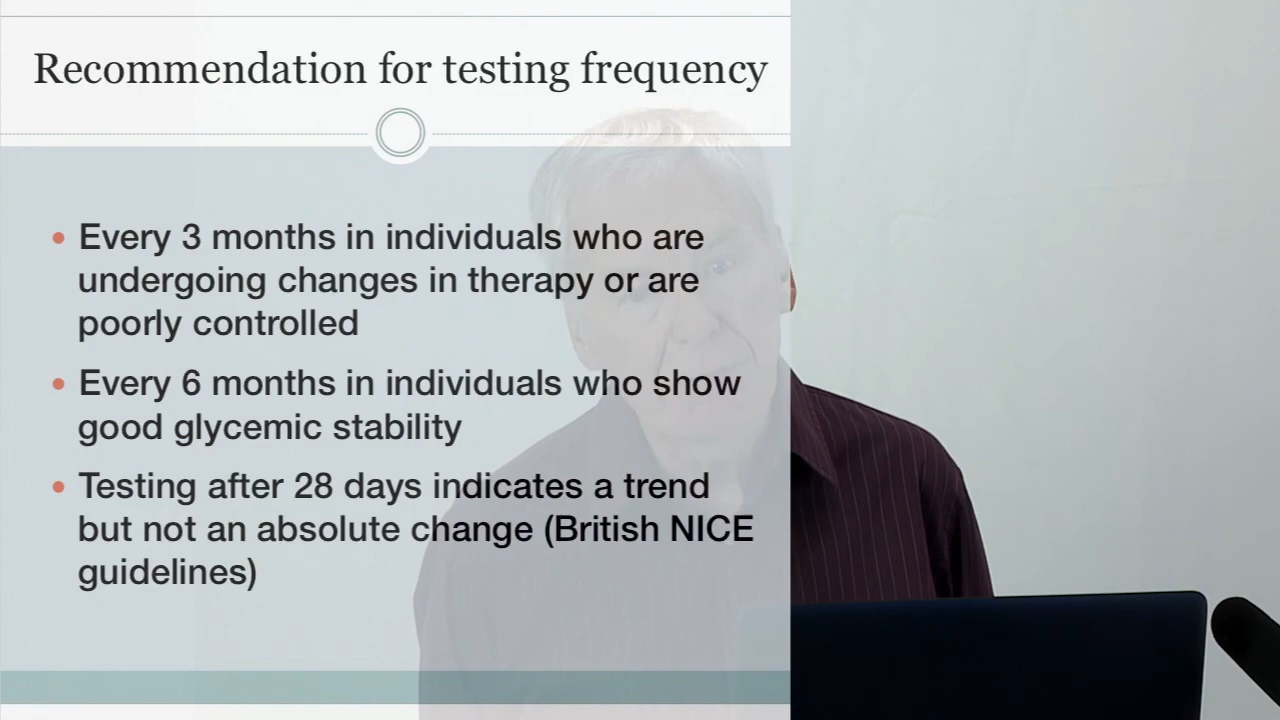 Recommendation for testing frequency
• Every 3 months in individuals who are
undergoing changes in therapy or are
poorly controlled
• Every 6 months in individuals who show
good glycemic stability
• Testing after 28 days indicates a trend
but not an absolute change (British NICE
guidelines)